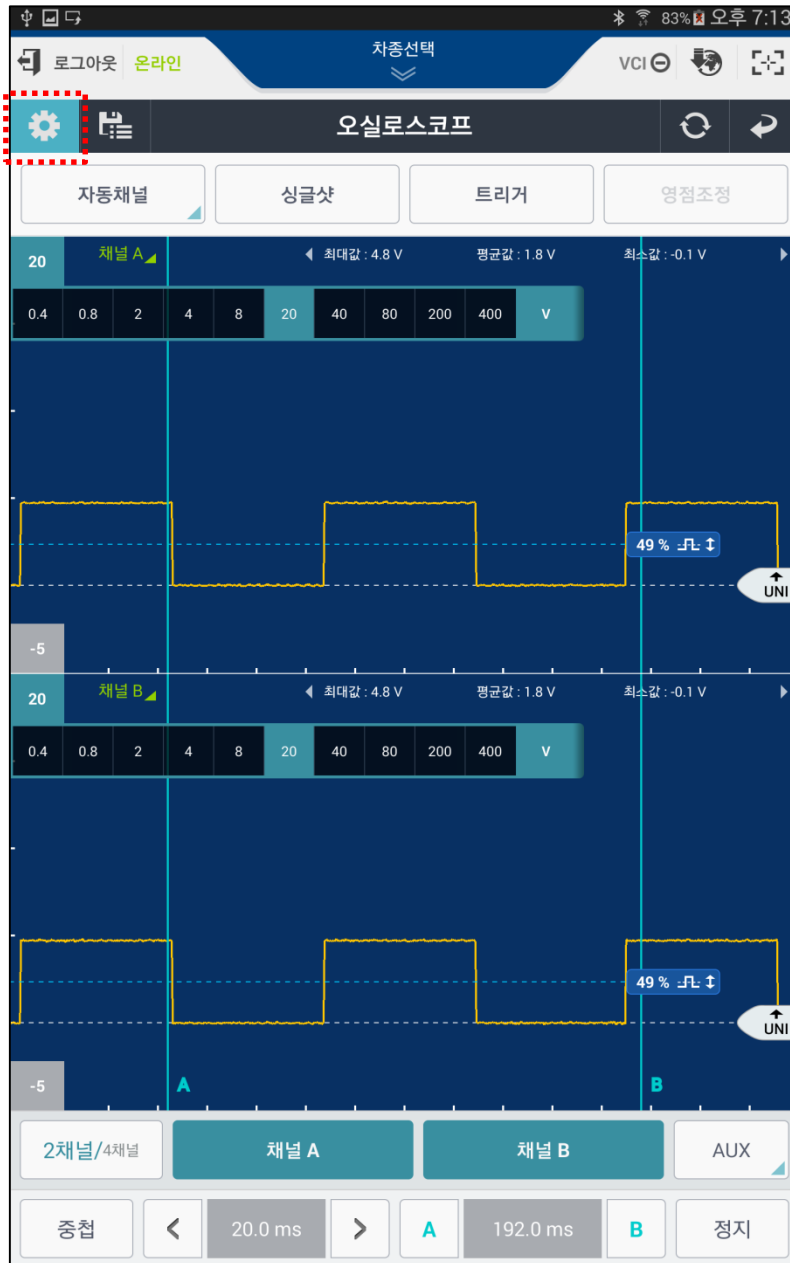 83% 오후 7:13
로그아웃 온라인 차종선택 VCI
오실로스코프
자동채널 싱글샷 트리거 영점조정
20 채널 A 최대값 : 4.8 V 평균값 : 1.8 V 최소값 : -0.1 V
0.4 0.8 2 4 8 20 40 80 200 400 V
49 %
UNI
-5
20 채널 B 최대값 : 4.8 V 평균값 : 1.8 V 최소값 : -0.1 V
0.4 0.8 2 4 8 20 40 80 200 400 V
49 %
UNI
-5 A B
2채널/4채널 채널 A 채널 B AUX
중첩 20.0 ms A 192.0 ms B 정지